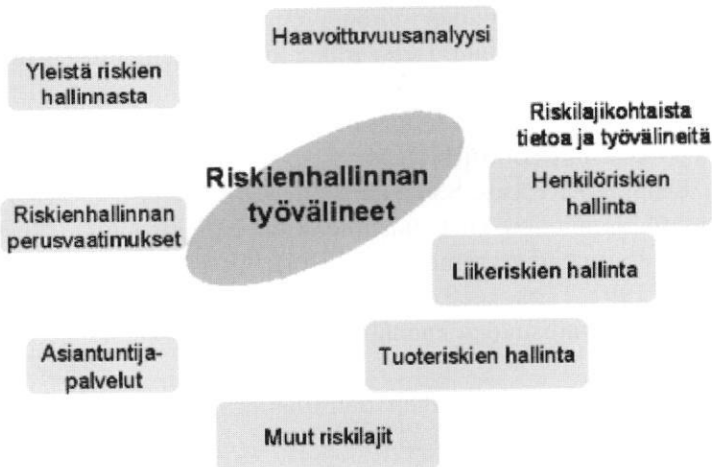 Haavoittuvuusanalyysi
Yleistä riskien
hallinnasta
Riskilajikohtaista
tietoa ja työvälineitä
Riskienhallinnan
työvälineet
Henkilöriskien
hallinta
Riskienhallinnan
perusvaatimukset
Liikeriskien hallinta
Asiantuntija-
palvelut
Tuoteriskien hallinta
Muut riskilajit